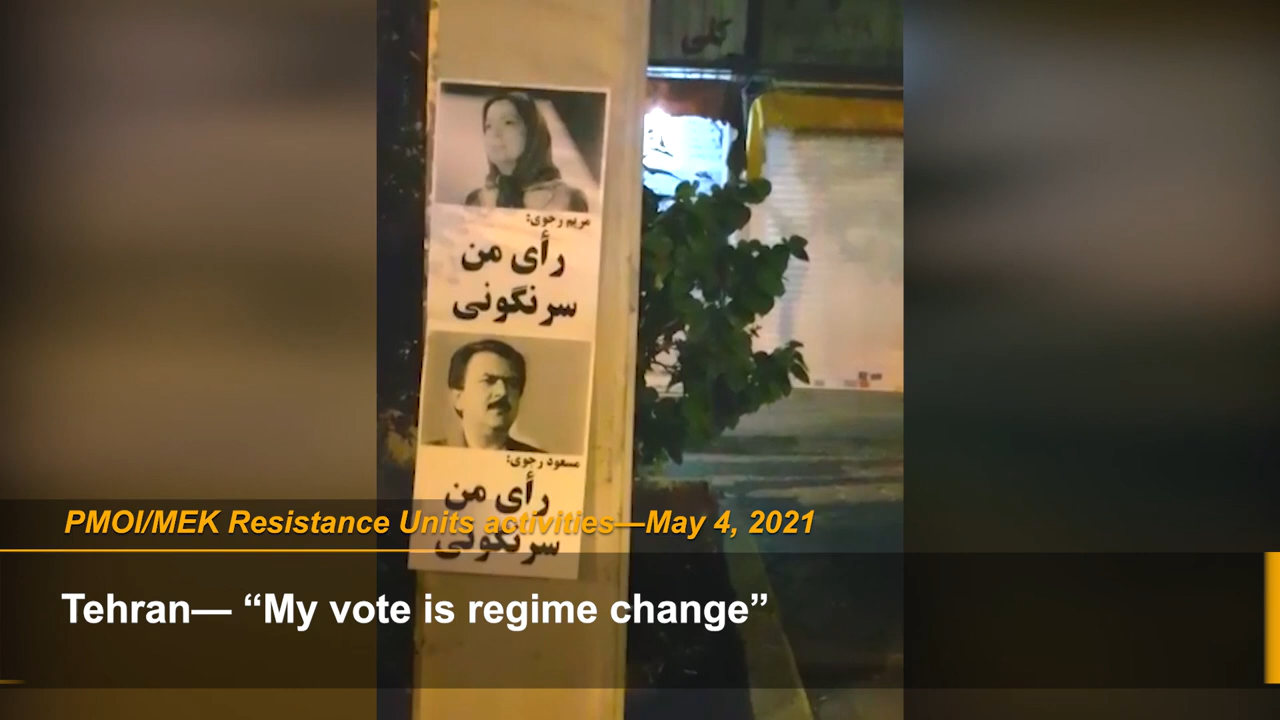 کلی
مریم رجوی:
رأی من
سرنگونی
مسعود رجوی:
رأی من
سرنگونی
PMOI/MEK Resistance Units activities—May 4, 2021
Tehran— “My vote is regime change”